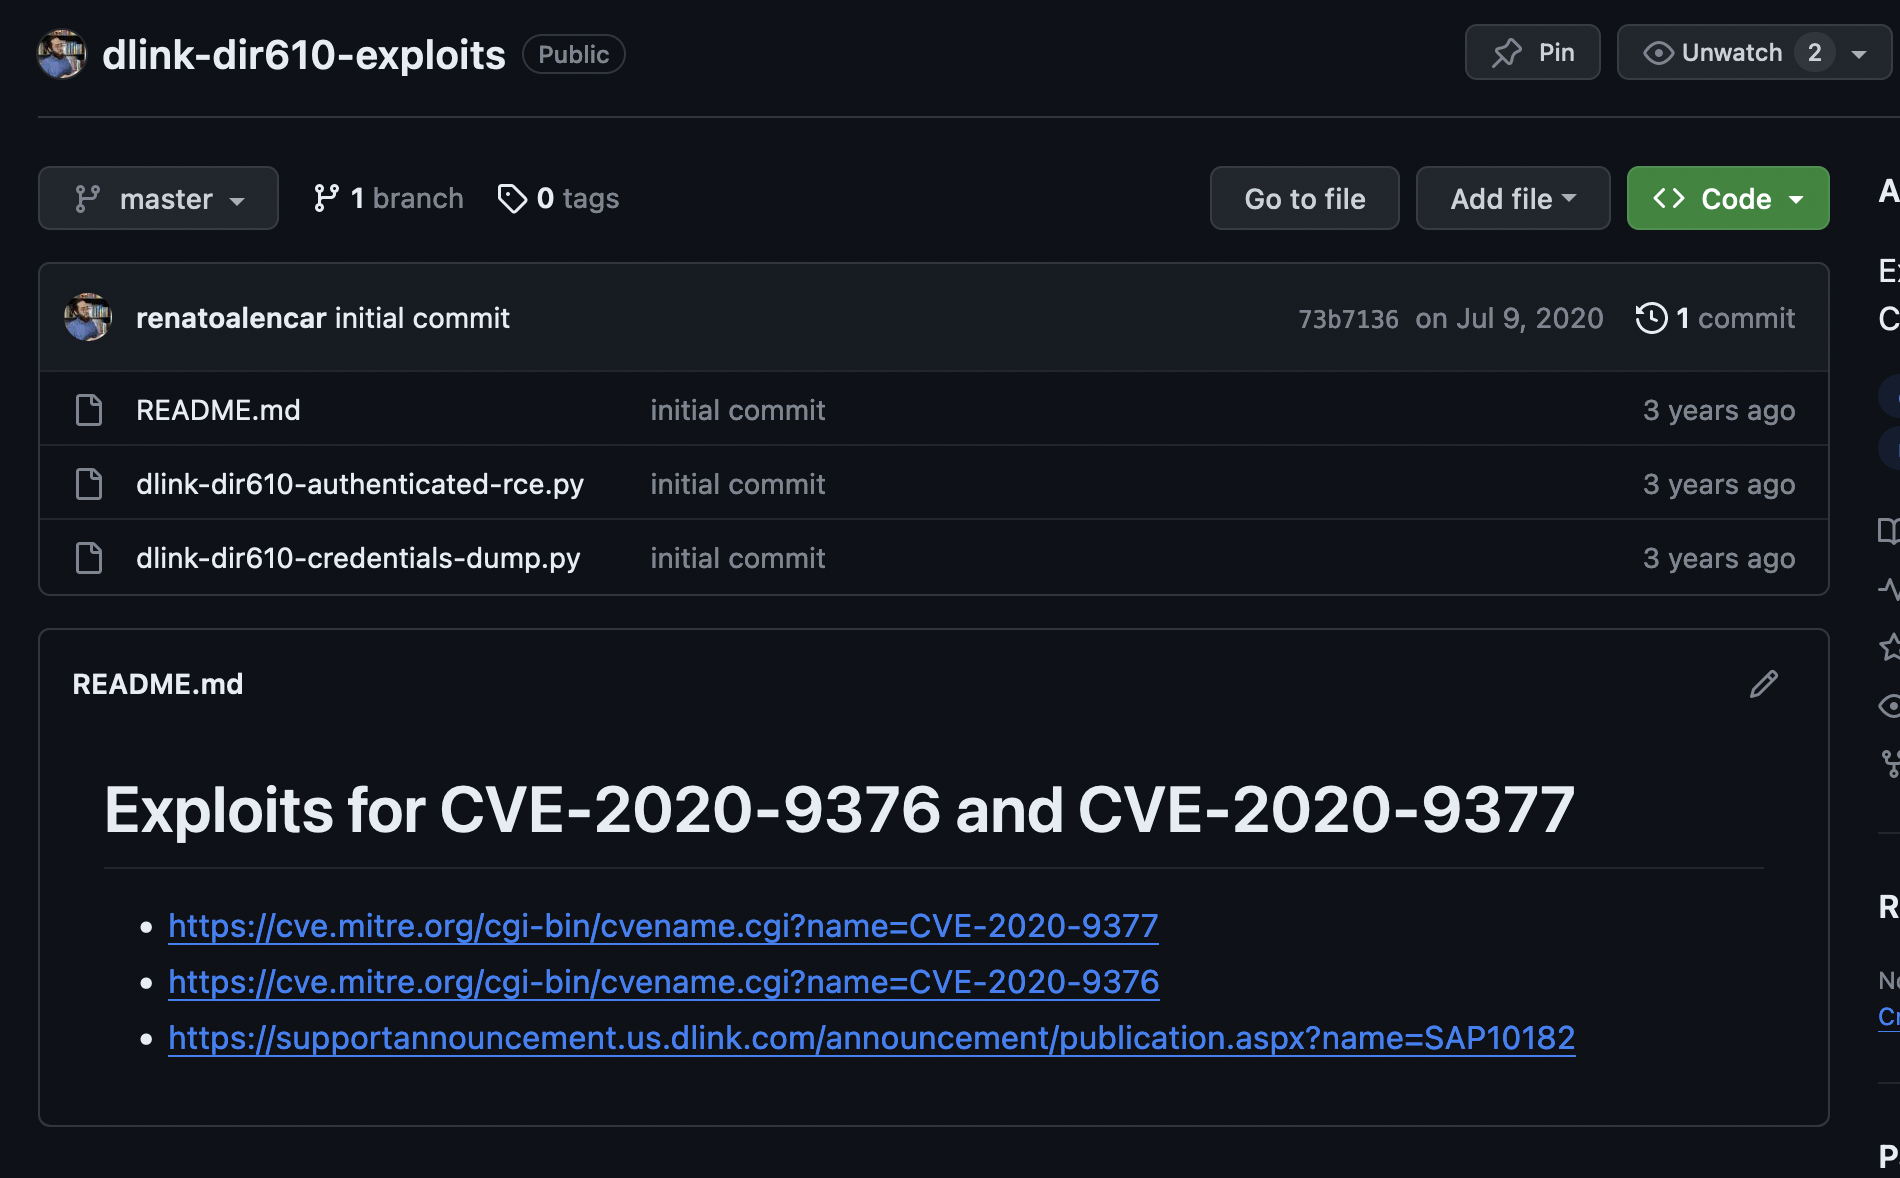 dlink-dir610-exploits Public Pin Unwatch 2
master 1 branch 0 tags Go to file Add file Code
renatoalencar initial commit 73b7136 on Jul 9, 2020 1 commit
README.md initial commit 3 years ago
dlink-dir610-authenticated-rce.py initial commit 3 years ago
dlink-dir610-credentials-dump.py initial commit 3 years ago
README.md
Exploits for CVE-2020-9376 and CVE-2020-9377
https://cve.mitre.org/cgi-bin/cvename.cgi?name=CVE-2020-9377
https://cve.mitre.org/cgi-bin/cvename.cgi?name=CVE-2020-9376
https://supportannouncement.us.dlink.com/announcement/publication.aspx?name=SAP10182